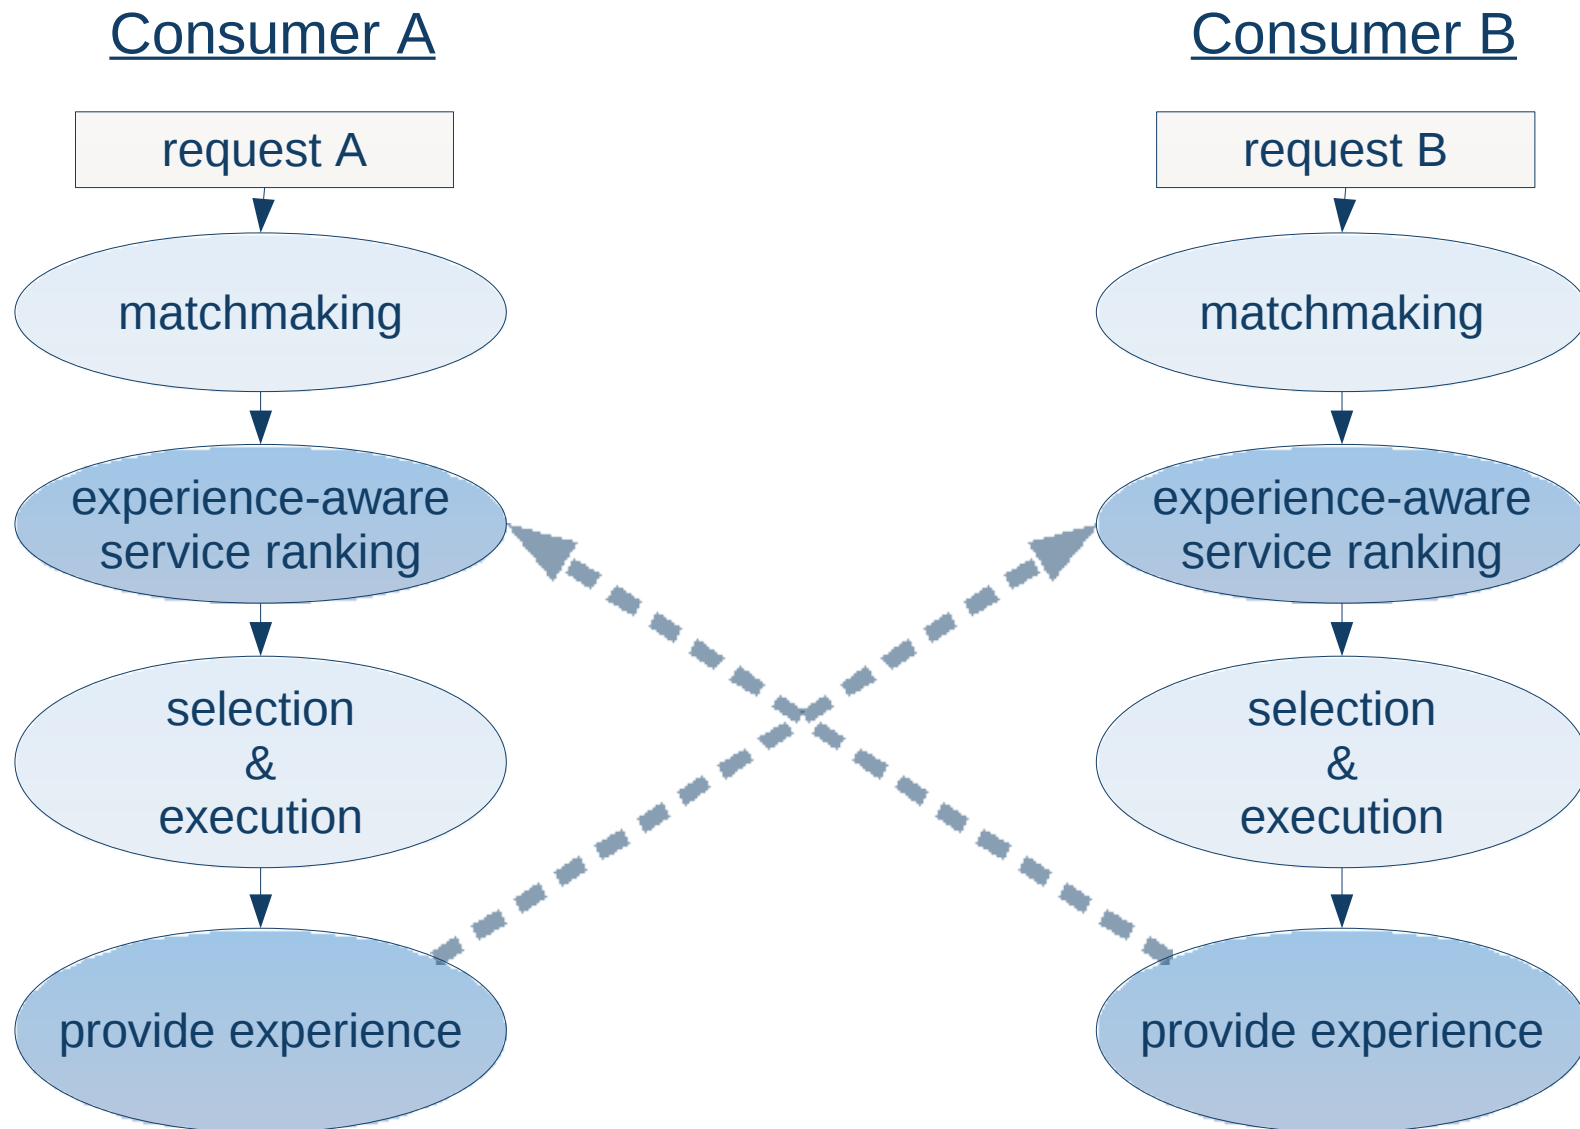 Consumer A
request A
matchmaking
experience-aware
service ranking
selection
&
execution
provide experience
Consumer B
request B
matchmaking
experience-aware
service ranking
selection
&
execution
provide experience